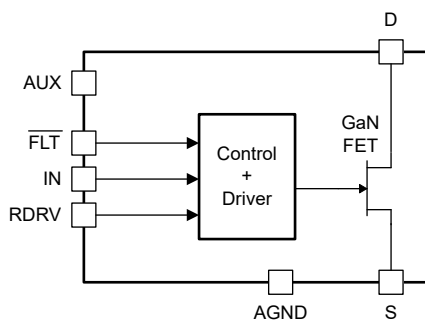 D
AUX
GaN
FET
FLT
Control
+
Driver
IN
RDRV
AGND
S